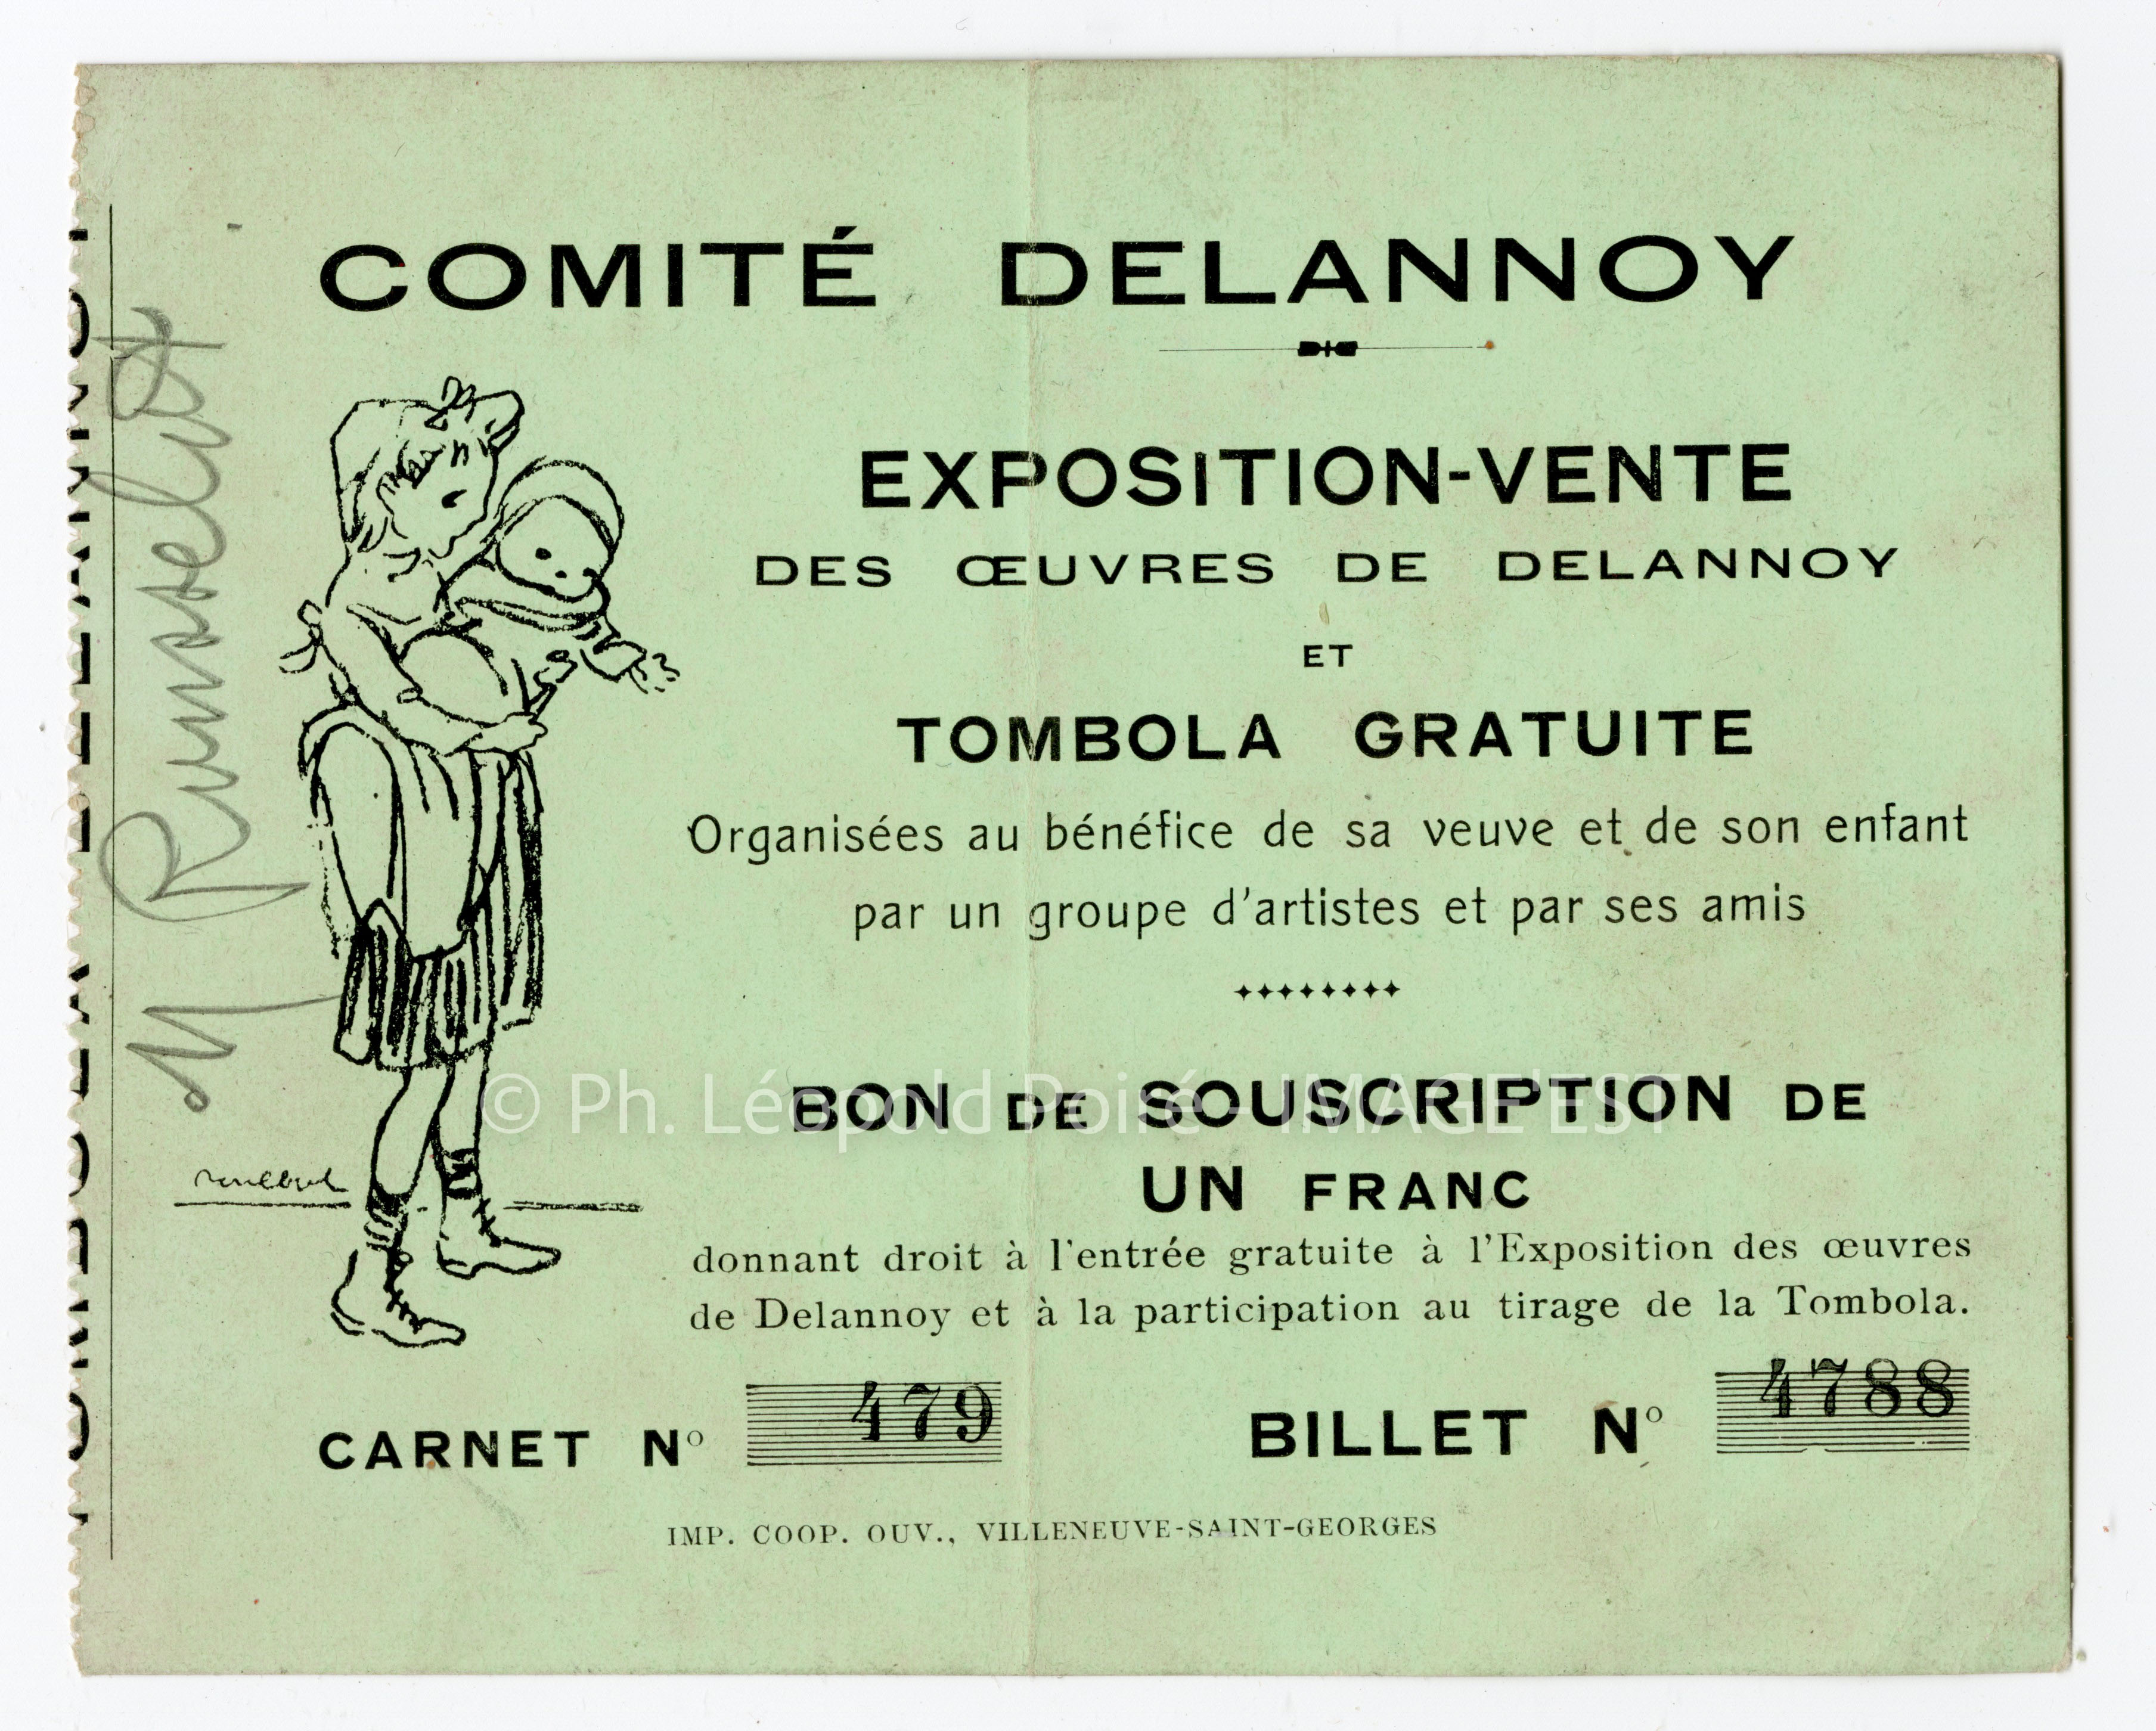 COMITÉ DELANNOY
EXPOSITION-VENTE
DES ŒUVRES DE DELANNOY
ET
TOMBOLA GRATUITE
Organisées au bénéfice de sa veuve et de son enfant
par un groupe d'artistes et par ses amis
BON DE SOUSCRIPTION DE
UN FRANC
donnant droit à l'entrée gratuite à l'Exposition des œuvres
de Delannoy et à la participation au tirage de la Tombola.
CARNET Nº 479
BILLET Nº 4788
IMP. COOP. OUV., VILLENEUVE-SAINT-GEORGES
© Ph. Léopold Poiré - IMAGE'EST
poulbot
M